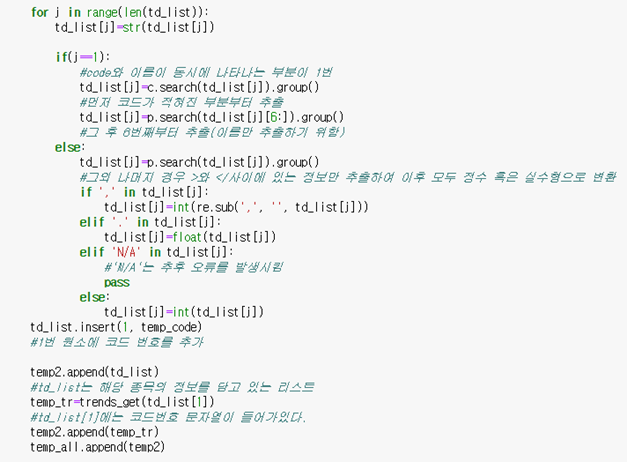 for j in range(len(td_list)):
    td_list[j]=str(td_list[j])

    if(j==1):
        #code와 이름이 동시에 나타나는 부분이 1번
        td_list[j]=c.search(td_list[j]).group()
        #먼저 코드가 적혀진 부분부터 추출
        td_list[j]=p.search(td_list[j][6:]).group()
        #그 후 6번째부터 추출(이름만 추출하기 위함)
    else:
        td_list[j]=p.search(td_list[j]).group()
        #그외 나머지 경우 >와 </사이에 있는 정보만 추출하여 이후 모두 정수 혹은 실수형으로 변환
        if ',' in td_list[j]:
            td_list[j]=int(re.sub(',', '', td_list[j]))
        elif '.' in td_list[j]:
            td_list[j]=float(td_list[j])
        elif 'N/A' in td_list[j]:
            #'N/A'는 추후 오류를 발생시킴
            pass
        else:
            td_list[j]=int(td_list[j])
td_list.insert(1, temp_code)
#1번 원소에 코드 번호를 추가

temp2.append(td_list)
#td_list는 해당 종목의 정보를 담고 있는 리스트
temp_tr=trends_get(td_list[1])
#td_list[1]에는 코드번호 문자열이 들어가있다.
temp2.append(temp_tr)
temp_all.append(temp2)